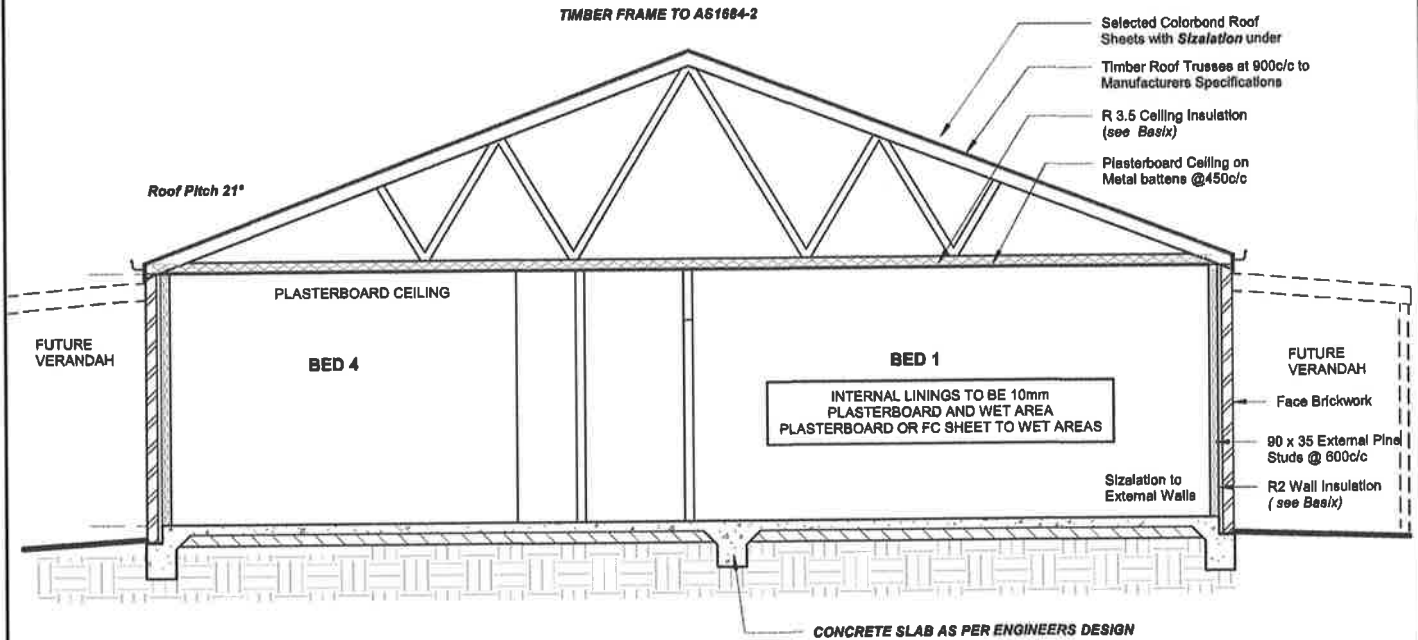 TIMBER FRAME TO AS1684-2
Selected Colorbond Roof
Sheets with Sizalation under
Timber Roof Trusses at 900c/c to
Manufacturers Specifications
R 3.5 Ceiling Insulation
(see Basix)
Plasterboard Ceiling on
Metal battens @450c/c
Roof Pitch 21°
PLASTERBOARD CEILING
FUTURE
VERANDAH
BED 4
BED 1
INTERNAL LININGS TO BE 10mm
PLASTERBOARD AND WET AREA
PLASTERBOARD OR FC SHEET TO WET AREAS
Sizalation to
External Walls
FUTURE
VERANDAH
Face Brickwork
90 x 35 External Pine
Studs @ 600c/c
R2 Wall Insulation
( see Basix)
CONCRETE SLAB AS PER ENGINEERS DESIGN